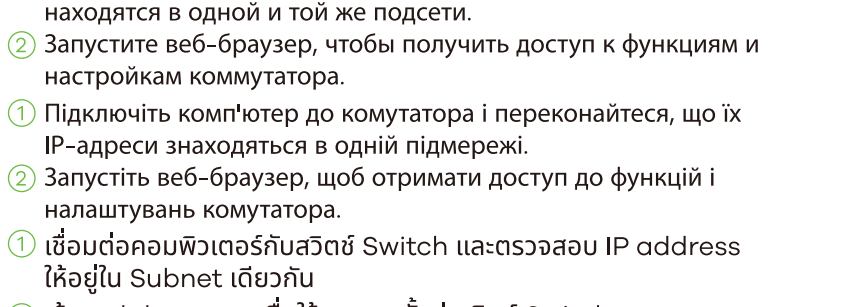 находятся в одной и той же подсети.
② Запустите веб-браузер, чтобы получить доступ к функциям и
настройкам коммутатора.
① Підключіть комп'ютер до комутатора і переконайтеся, що їх
IP-адреси знаходяться в одній підмережі.
② Запустіть веб-браузер, щоб отримати доступ до функцій і
налаштувань комутатора.
① เชื่อมต่อคอมพิวเตอร์กับสวิตช์ Switch และตรวจสอบ IP address
ให้อยู่ใน Subnet เดียวกัน